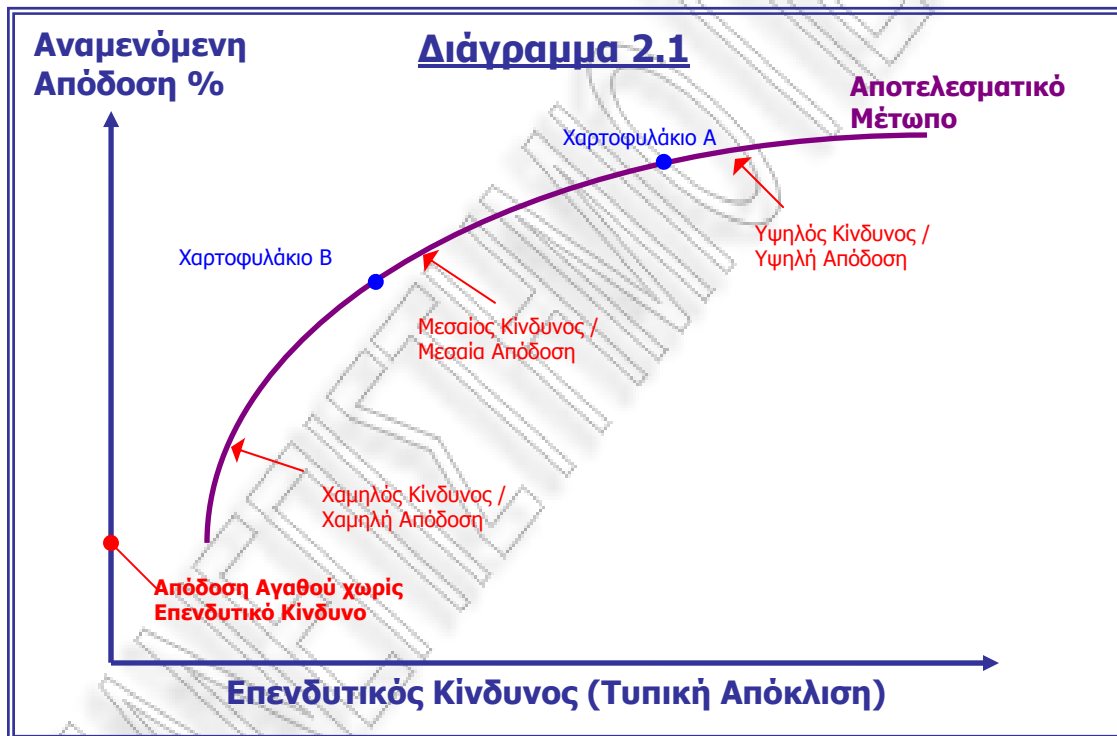 Αναμενόμενη
Απόδοση %
Διάγραμμα 2.1
Αποτελεσματικό
Μέτωπο
Χαρτοφυλάκιο Α
Χαρτοφυλάκιο Β
Υψηλός Κίνδυνος /
Υψηλή Απόδοση
Μεσαίος Κίνδυνος /
Μεσαία Απόδοση
Χαμηλός Κίνδυνος /
Χαμηλή Απόδοση
Απόδοση Αγαθού χωρίς
Επενδυτικό Κίνδυνο
Επενδυτικός Κίνδυνος (Τυπική Απόκλιση)